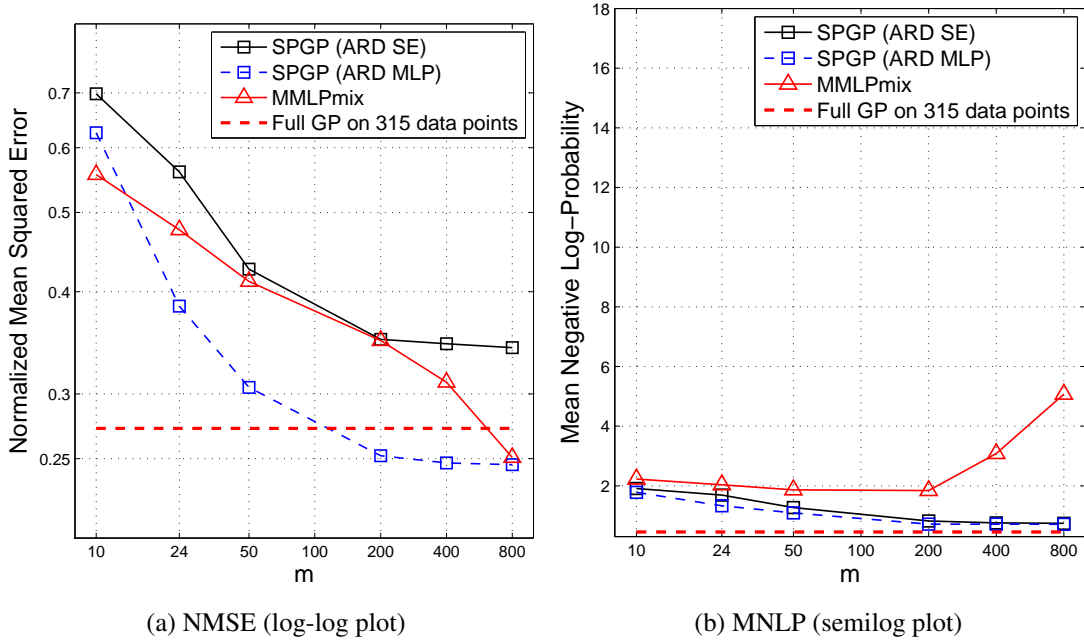 SPGP (ARD SE)
SPGP (ARD MLP)
MMLPmix
Full GP on 315 data points
Normalized Mean Squared Error
0.7
0.6
0.5
0.4
0.3
0.25
10 24 50 100 200 400 800
m
(a) NMSE (log-log plot)
SPGP (ARD SE)
SPGP (ARD MLP)
MMLPmix
Full GP on 315 data points
Mean Negative Log−Probability
18
16
14
12
10
8
6
4
2
10 24 50 100 200 400 800
m
(b) MNLP (semilog plot)